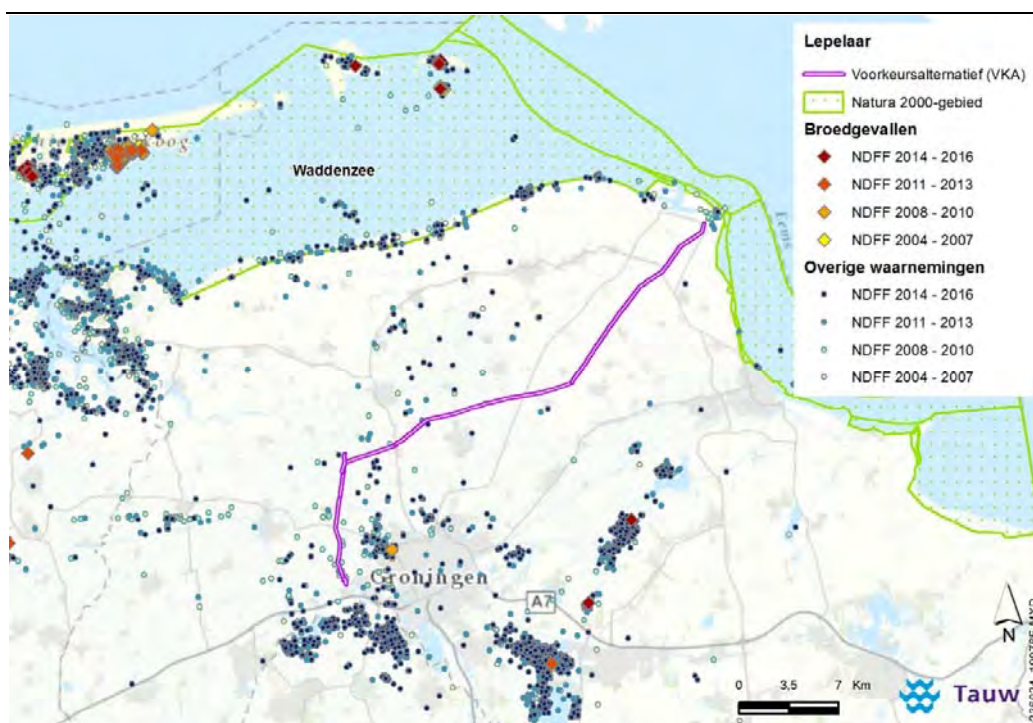 Lepelaar
Voorkeursalternatief (VKA)
Natura 2000-gebied
Broedgevallen
NDFF 2014 - 2016
NDFF 2011 - 2013
NDFF 2008 - 2010
NDFF 2004 - 2007
Overige waarnemingen
NDFF 2014 - 2016
NDFF 2011 - 2013
NDFF 2008 - 2010
NDFF 2004 - 2007
Waddenzee
Eems
Groningen
A7
N
0 3,5 7 Km
Tauw